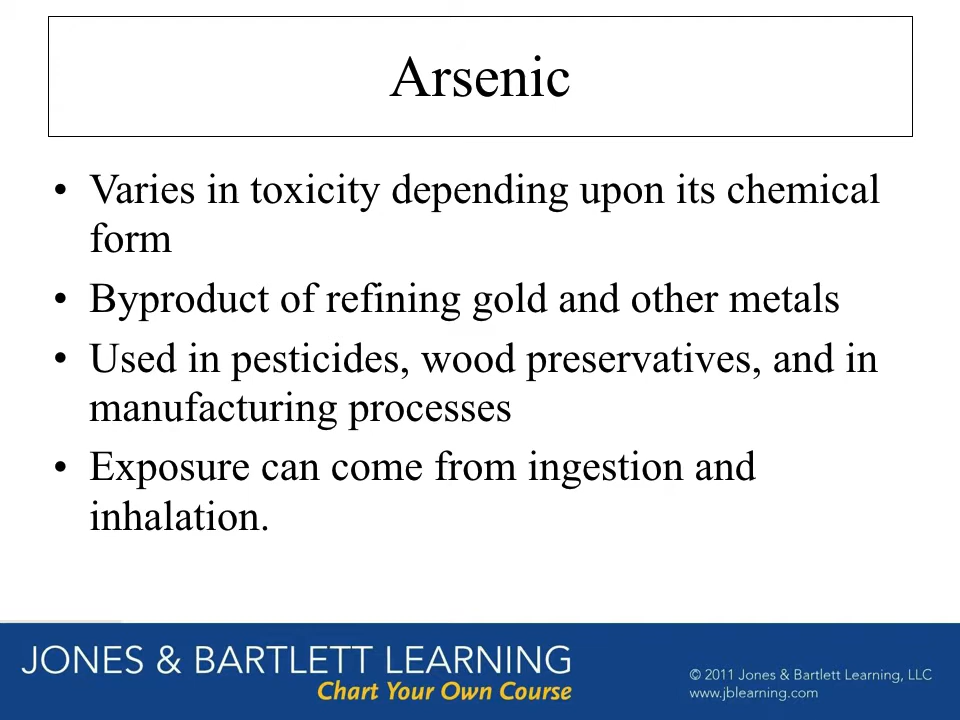 Arsenic
• Varies in toxicity depending upon its chemical
form
• Byproduct of refining gold and other metals
• Used in pesticides, wood preservatives, and in
manufacturing processes
• Exposure can come from ingestion and
inhalation.
JONES & BARTLETT LEARNING
Chart Your Own Course
© 2011 Jones & Bartlett Learning, LLC
www.jblearning.com